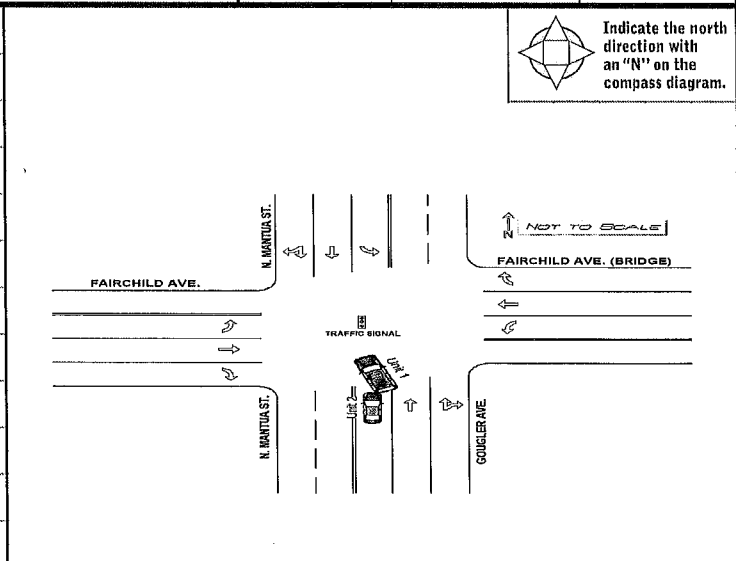 Indicate the north
direction with
an "N" on the
compass diagram.
N. MANTUA ST.
N
NOT TO SCALE
FAIRCHILD AVE. (BRIDGE)
FAIRCHILD AVE.
TRAFFIC SIGNAL
Unit 1
Unit 2
N. MANTUA ST.
GOUGLER AVE.